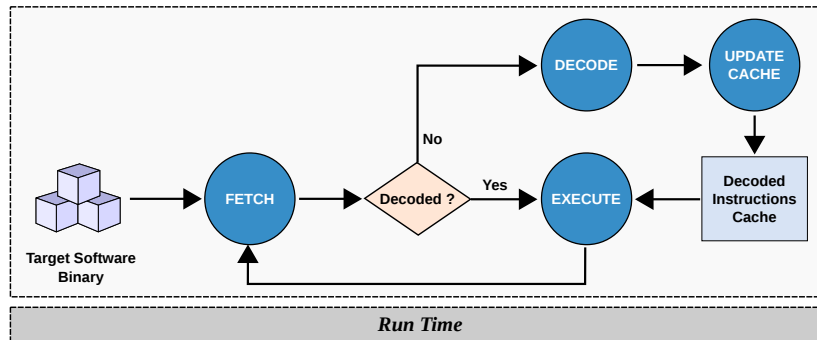 DECODE
UPDATE
CACHE
No
FETCH
Decoded ?
Yes
EXECUTE
Decoded
Instructions
Cache
Target Software
Binary
Run Time